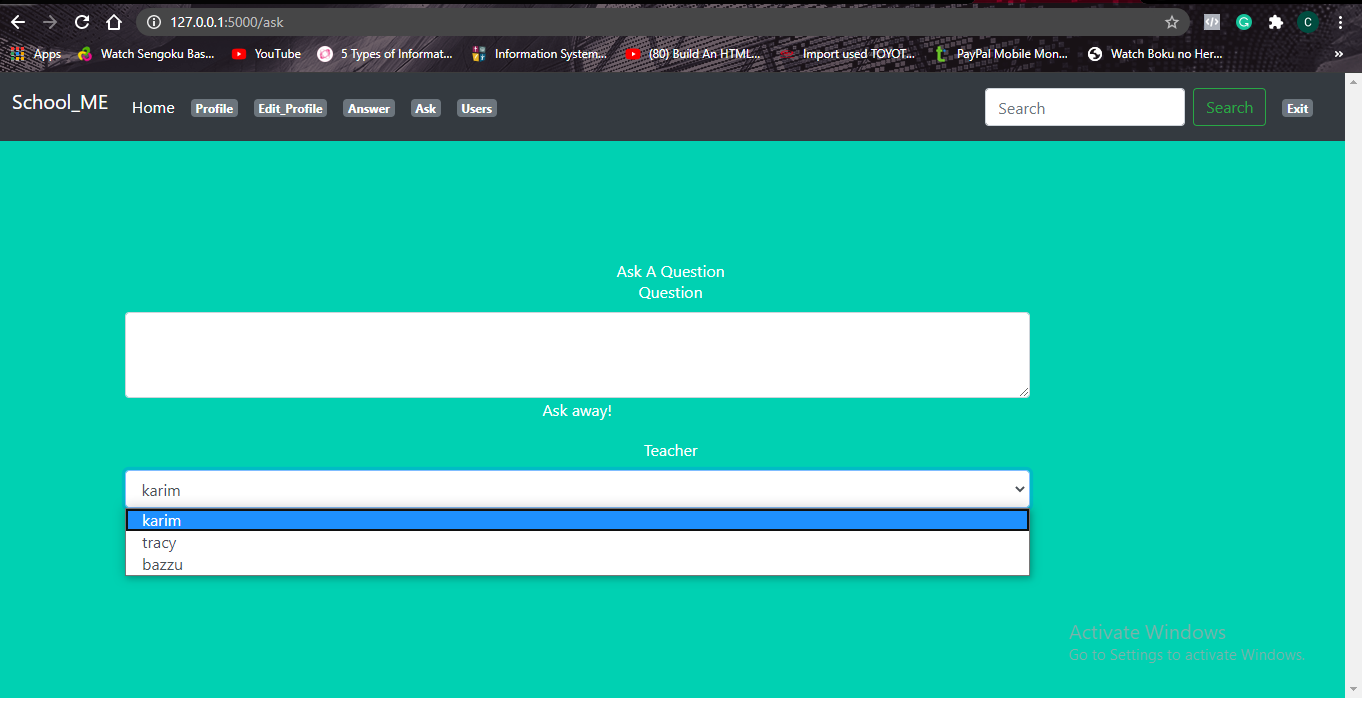 127.0.0.1:5000/ask
Apps Watch Sengoku Bas... YouTube 5 Types of Informat... Information System... (80) Build An HTML... Import used TOYOT... PayPal Mobile Mon... Watch Boku no Her... »
School_ME Home Profile Edit_Profile Answer Ask Users Search Search Exit
Ask A Question
Question
Ask away!
Teacher
karim
karim
tracy
bazzu
Activate Windows
Go to Settings to activate Windows.